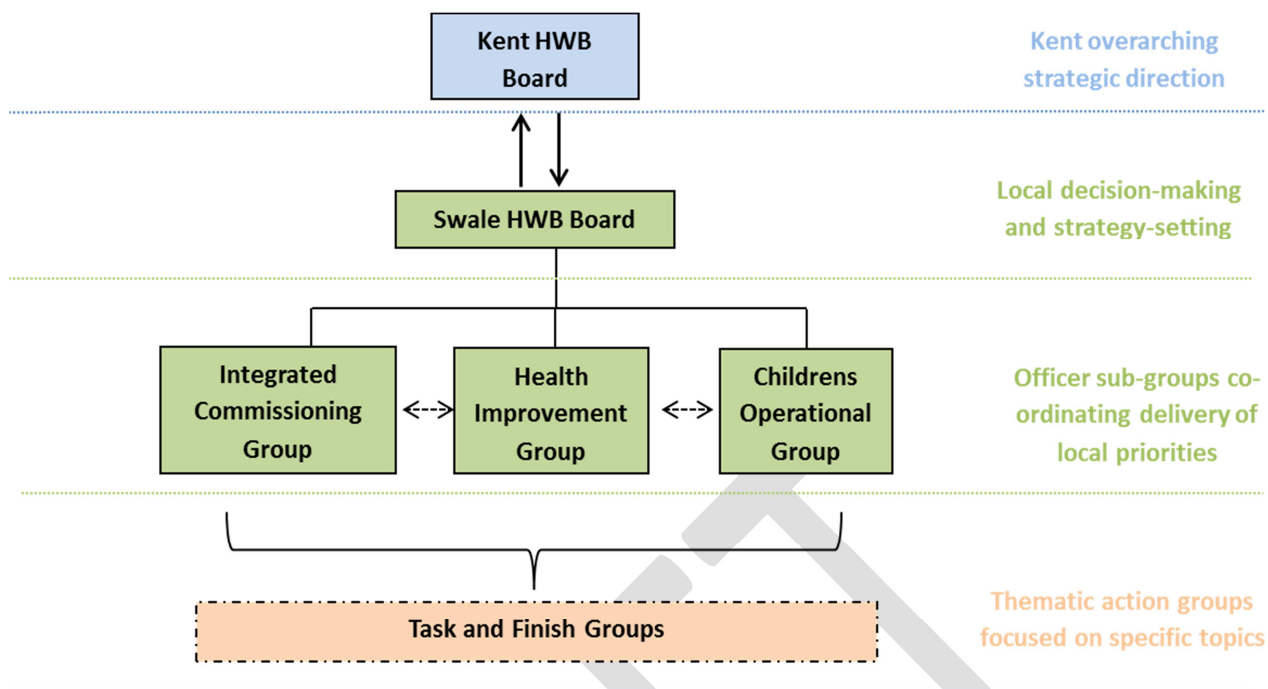 Kent HWB
Board
Kent overarching
strategic direction
Swale HWB Board
Local decision-making
and strategy-setting
Integrated
Commissioning
Group
Health
Improvement
Group
Childrens
Operational
Group
Officer sub-groups co-
ordinating delivery of
local priorities
Task and Finish Groups
Thematic action groups
focused on specific topics